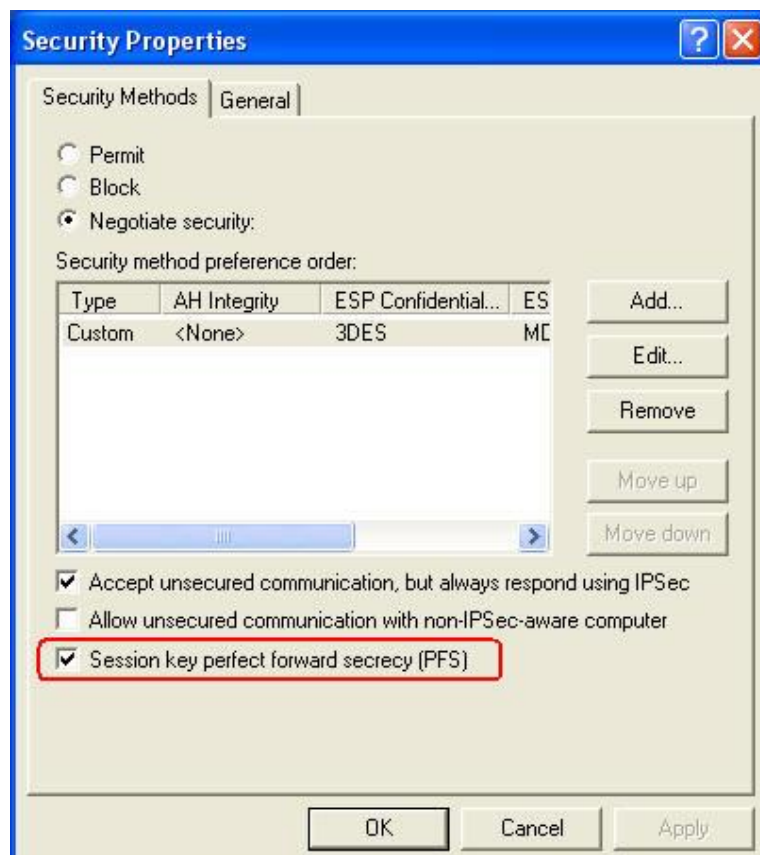 Security Properties
Security Methods General
Permit
Block
Negotiate security:
Security method preference order:
Type AH Integrity ESP Confidential... ES
Custom <None> 3DES MD
Add...
Edit...
Remove
Move up
Move down
Accept unsecured communication, but always respond using IPSec
Allow unsecured communication with non-IPSec-aware computer
Session key perfect forward secrecy (PFS)
OK Cancel Apply